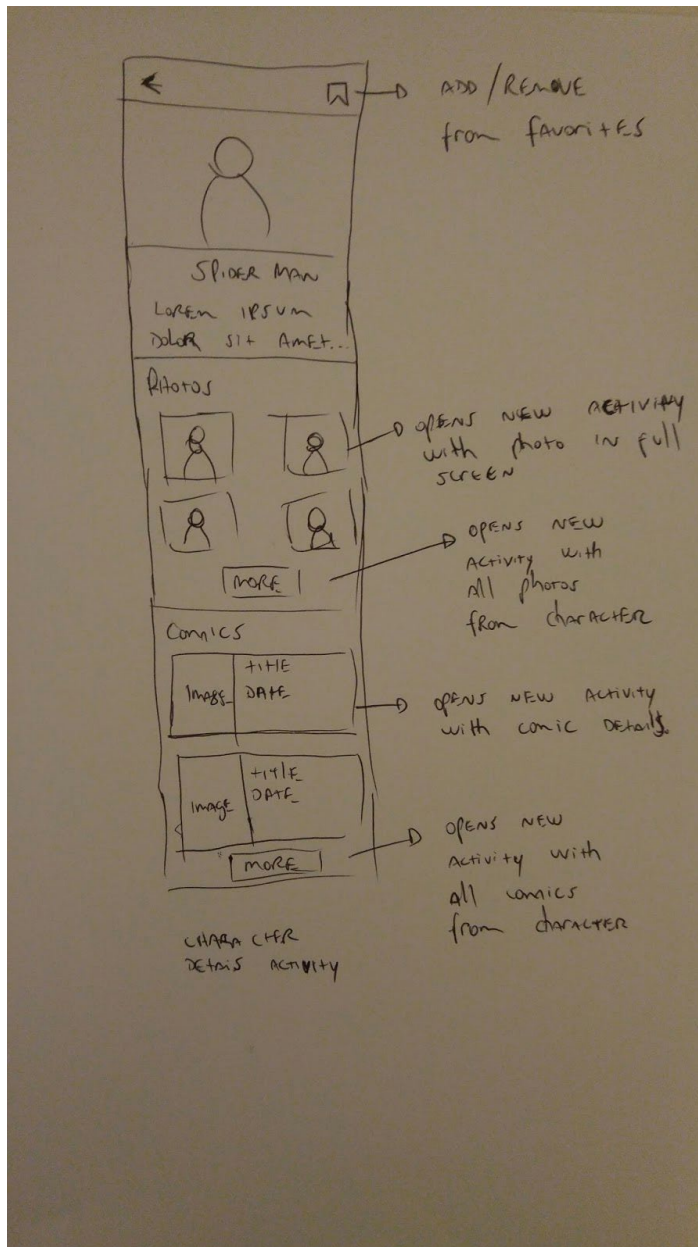 ADD / REMOVE
from favorites
SPIDER MAN
LOREM IPSUM
DOLOR SIT AMET...
PHOTOS
OPENS NEW ACTIVITY
with photo IN full
SCREEN
MORE
OPENS NEW
ACTIVITY with
All photos
from CHARACTER
COMICS
IMAGE
TITLE
DATE
OPENS NEW ACTIVITY
with comic DETAILS
IMAGE
TITLE
DATE
MORE
OPENS NEW
ACTIVITY with
All comics
from CHARACTER
CHARACTER
DETAIS ACTIVITY